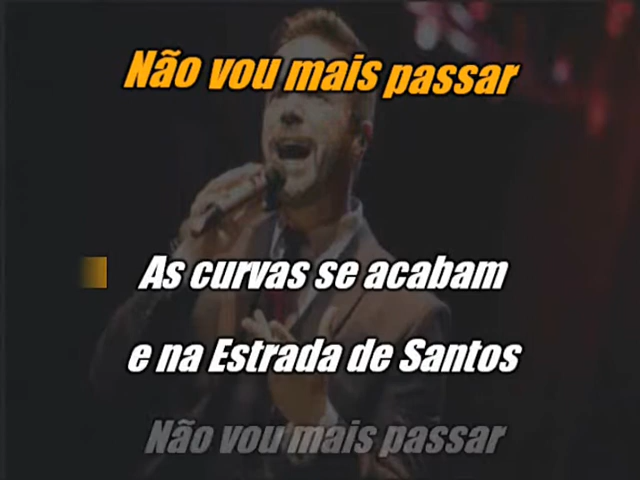 Não vou mais passar
As curvas se acabam
e na Estrada de Santos
Não vou mais passar